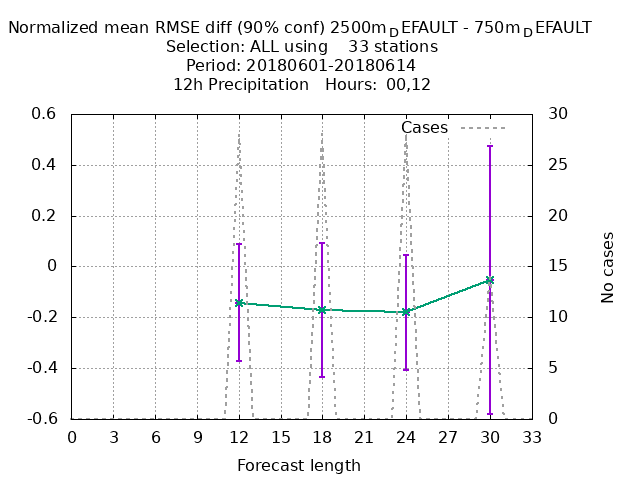 Normalized mean RMSE diff (90% conf) 2500m_DEFAULT - 750m_DEFAULT
Selection: ALL using 33 stations
Period: 20180601-20180614
12h Precipitation Hours: 00,12
0.6 30
Cases
0.4 25
0.2 20
0 15
-0.2 10
-0.4 5
-0.6 0
No cases
0 3 6 9 12 15 18 21 24 27 30 33
Forecast length